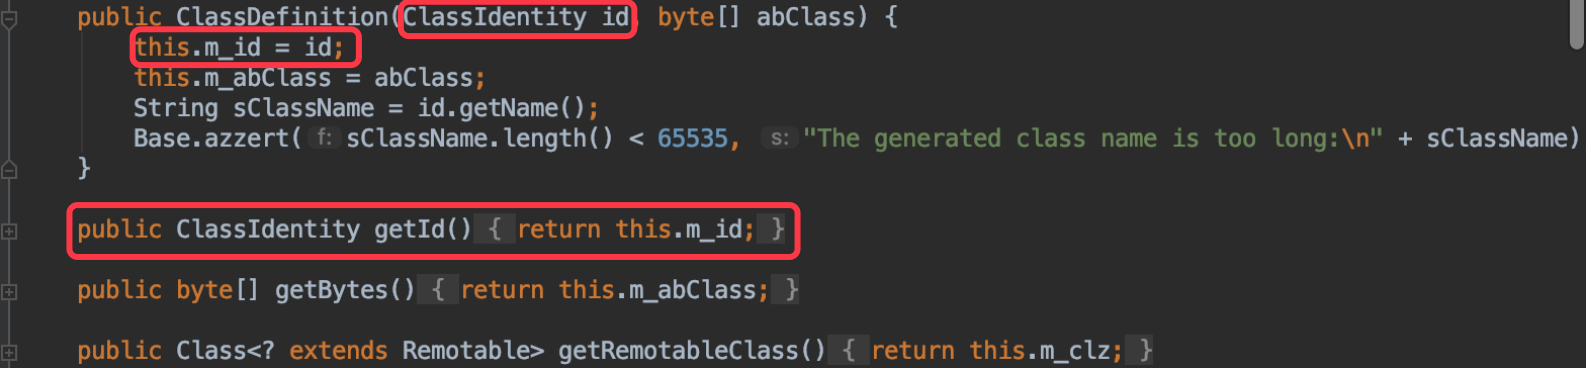 public ClassDefinition(ClassIdentity id, byte[] abClass) {
this.m_id = id;
this.m_abClass = abClass;
String sClassName = id.getName();
Base.azzert( f: sClassName.length() < 65535, s: "The generated class name is too long:\n" + sClassName)
}
public ClassIdentity getId() { return this.m_id; }
public byte[] getBytes() { return this.m_abClass; }
public Class<? extends Remotable> getRemotableClass() { return this.m_clz; }